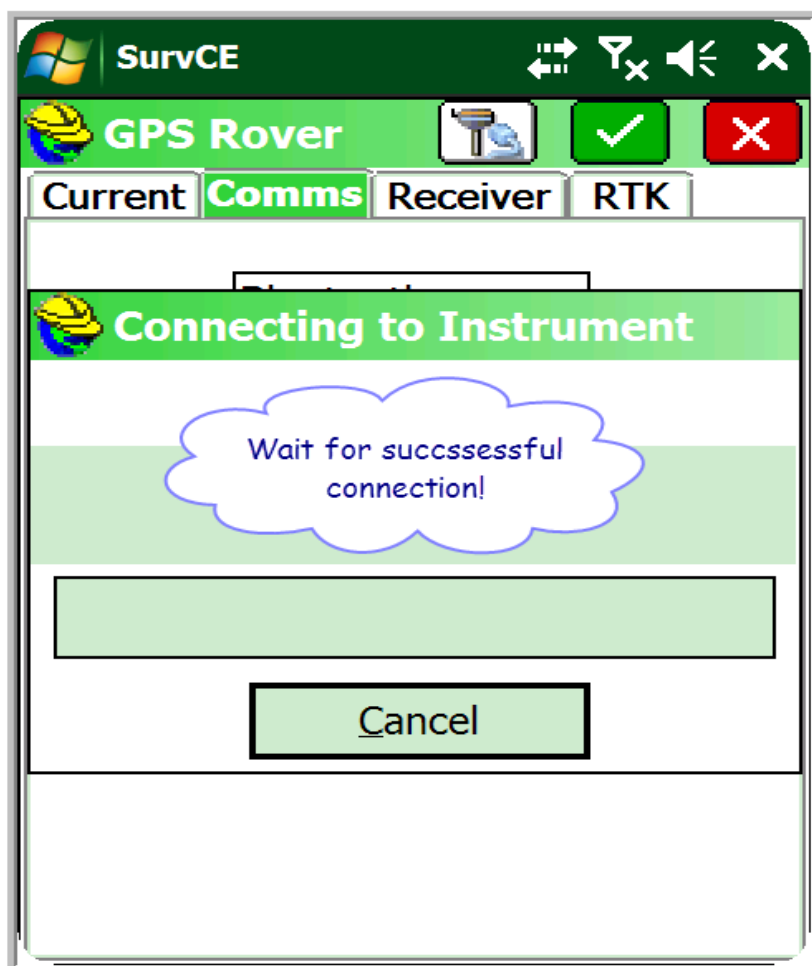 SurvCE
GPS Rover
Current Comms Receiver RTK
Connecting to Instrument
Wait for succssessful
connection!
Cancel